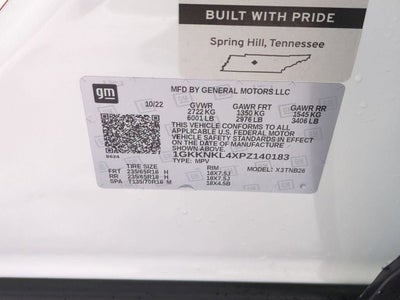 BUILT WITH PRIDE
Spring Hill, Tennessee
gm
MFD BY GENERAL MOTORS LLC
10/22 GVWR GAWR FRT GAWR RR
2722 KG 1350 KG 1545 KG
6001 LB 2976 LB 3406 LB
THIS VEHICLE CONFORMS TO ALL
APPLICABLE U.S. FEDERAL MOTOR
VEHICLE SAFETY STANDARDS IN
EFFECT ON THE DATE OF MANUFACTURE
SHOWN ABOVE.
1GKKNKL4XPZ140183
TYPE: MPV MODEL: X3TNB26
TIRE SIZE RIM
FRT 235/65R18 H 18X7.5J
RR 235/65R18 H 18X7.5J
SPA T135/70R18 M 18X4.5B